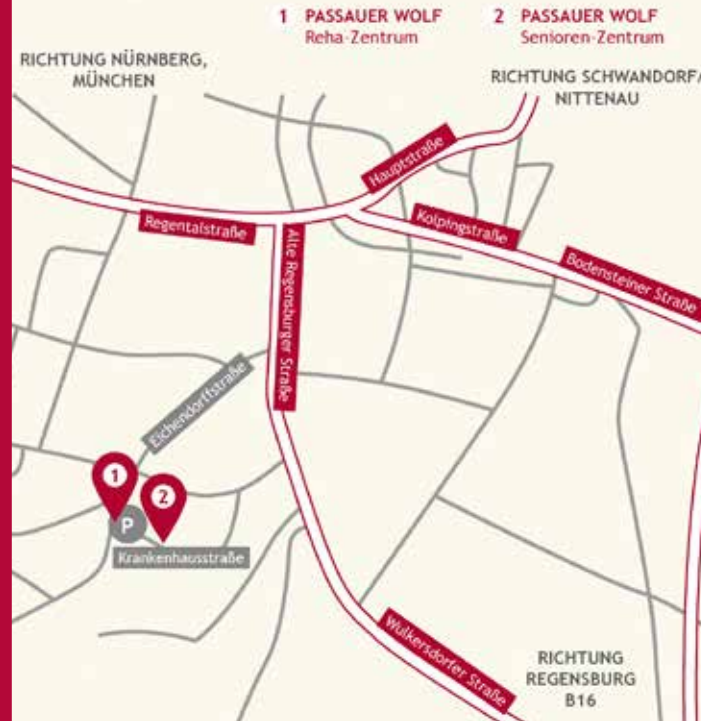 1 PASSAUER WOLF
Reha-Zentrum
2 PASSAUER WOLF
Senioren-Zentrum
RICHTUNG NÜRNBERG,
MÜNCHEN
RICHTUNG SCHWANDORF/
NITTENAU
Hauptstraße
Regentalstraße
Kolpingstraße
Alte Regensburger Straße
Bodensteiner Straße
Eichendorffstraße
1
2
P
Krankenhausstraße
Wulkersdorfer Straße
RICHTUNG
REGENSBURG
B16